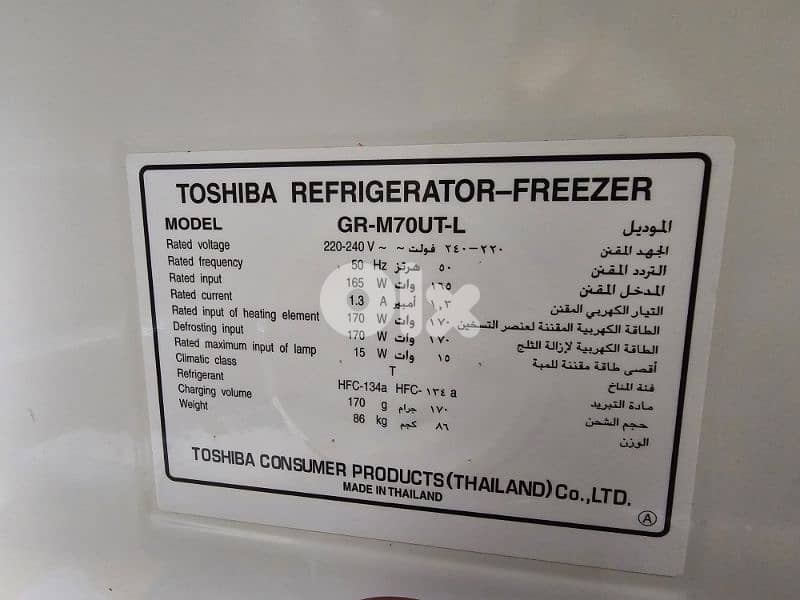 TOSHIBA REFRIGERATOR–FREEZER
MODEL GR-M70UT-L الموديل
Rated voltage 220-240 V ~ ~ فولت ٢٢٠-٢٤٠ الجهد المقنن
Rated frequency 50 Hz هرتز ٥٠ التردد المقنن
Rated input 165 W وات ١٦٥ المدخل المقنن
Rated current 1.3 A أمبير ١,٣ التيار الكهربي المقنن
Rated input of heating element 170 W وات ١٧٠ الطاقة الكهربية المقننة لعنصر التسخين
Defrosting input 170 W وات ١٧٠ الطاقة الكهربية لإزالة الثلج
Rated maximum input of lamp 15 W وات ١٥ أقصى طاقة مقننة للمبة
Climatic class T فئة المناخ
Refrigerant HFC-134a HFC-١٣٤a مادة التبريد
Charging volume 170 g جرام ١٧٠ حجم الشحن
Weight 86 kg كجم ٨٦ الوزن
TOSHIBA CONSUMER PRODUCTS(THAILAND)Co.,LTD.
MADE IN THAILAND
A
olx